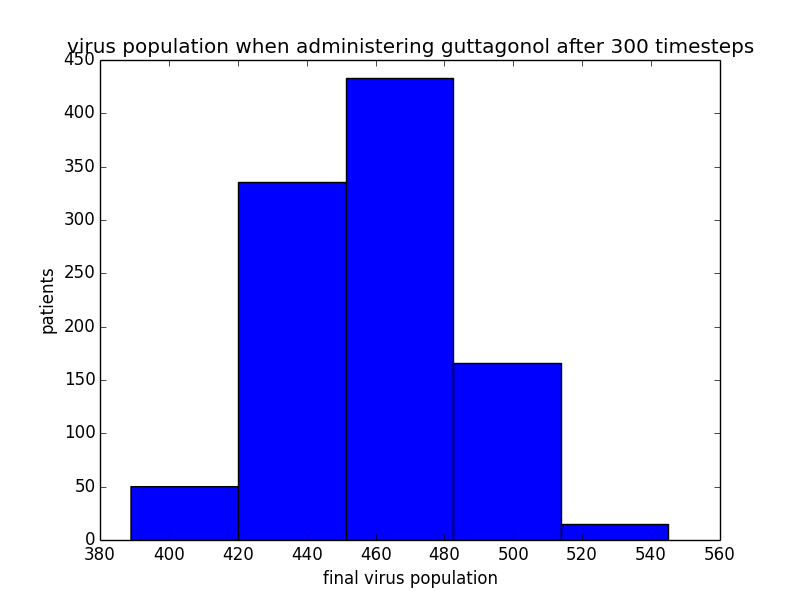 virus population when administering guttagonol after 300 timesteps
450
400
350
300
250
200
150
100
50
0
patients
380 400 420 440 460 480 500 520 540 560
final virus population